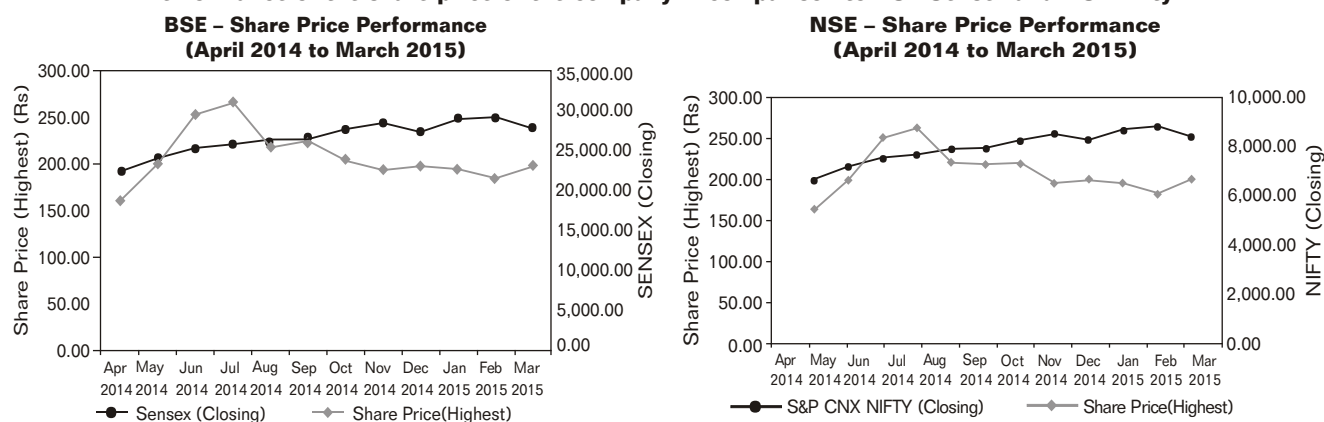 BSE – Share Price Performance
(April 2014 to March 2015)
Share Price (Highest) (Rs)
300.00
250.00
200.00
150.00
100.00
50.00
0.00
35,000.00
30,000.00
25,000.00
20,000.00
15,000.00
10,000.00
5,000.00
0.00
SENSEX (Closing)
Apr May Jun Jul Aug Sep Oct Nov Dec Jan Feb Mar
2014 2014 2014 2014 2014 2014 2014 2014 2014 2015 2015 2015
Sensex (Closing) Share Price(Highest)
NSE – Share Price Performance
(April 2014 to March 2015)
Share Price (Highest) (Rs)
300.00
250.00
200.00
150.00
100.00
50.00
0.00
10,000.00
8,000.00
6,000.00
4,000.00
2,000.00
0.00
NIFTY (Closing)
Apr May Jun Jul Aug Sep Oct Nov Dec Jan Feb Mar
2014 2014 2014 2014 2014 2014 2014 2014 2014 2015 2015 2015
S&P CNX NIFTY (Closing) Share Price(Highest)